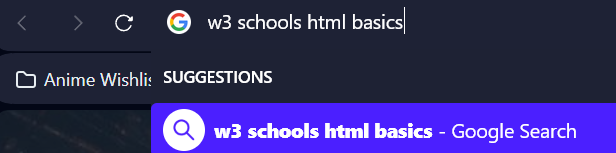 w3 schools html basics
Anime Wishlis
SUGGESTIONS
w3 schools html basics - Google Search